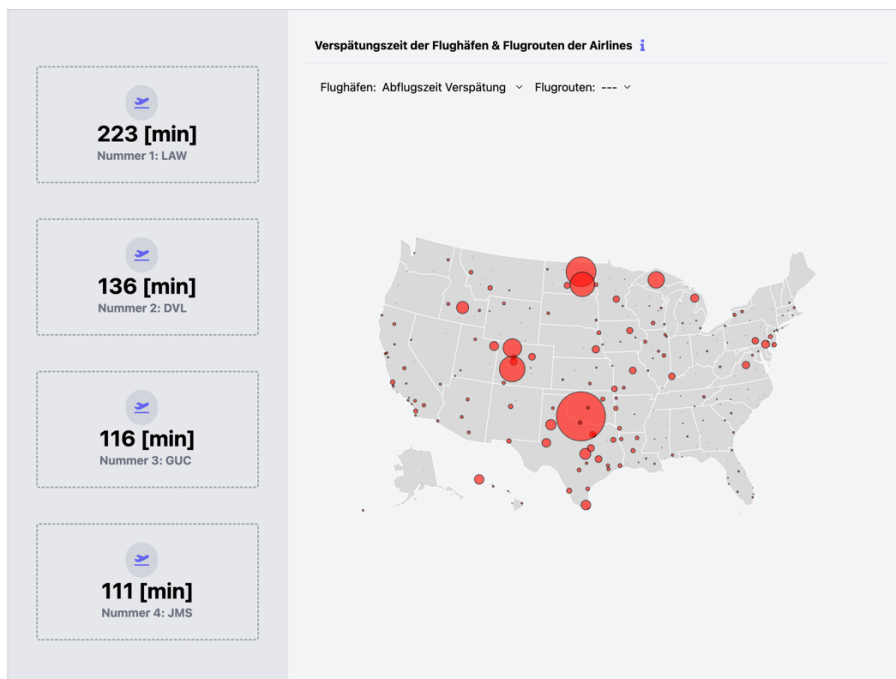 Verspätungszeit der Flughäfen & Flugrouten der Airlines i
Flughäfen: Abflugszeit Verspätung Flugrouten: ---
223 [min]
Nummer 1: LAW
136 [min]
Nummer 2: DVL
116 [min]
Nummer 3: GUC
111 [min]
Nummer 4: JMS